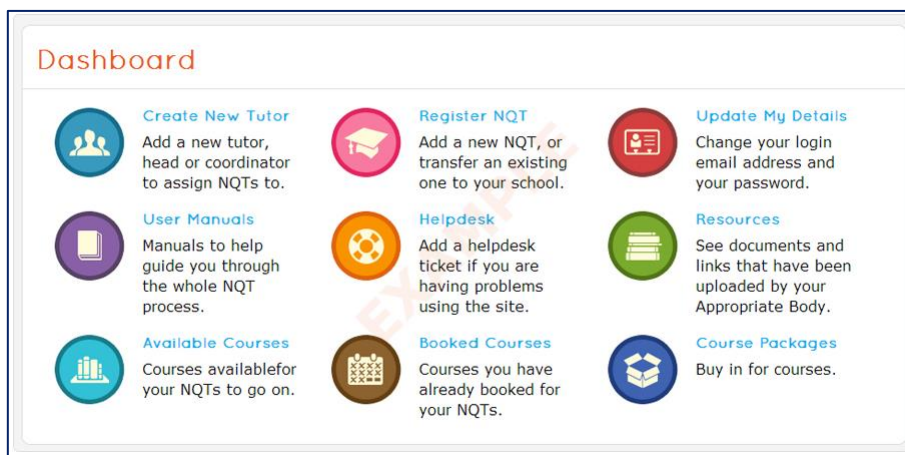 Dashboard
Create New Tutor
Add a new tutor,
head or coordinator
to assign NQTs to.
Register NQT
Add a new NQT, or
transfer an existing
one to your school.
Update My Details
Change your login
email address and
your password.
User Manuals
Manuals to help
guide you through
the whole NQT
process.
Helpdesk
Add a helpdesk
ticket if you are
having problems
using the site.
Resources
See documents and
links that have been
uploaded by your
Appropriate Body.
Available Courses
Courses availablefor
your NQTs to go on.
Booked Courses
Courses you have
already booked for
your NQTs.
Course Packages
Buy in for courses.
EXAMPLE